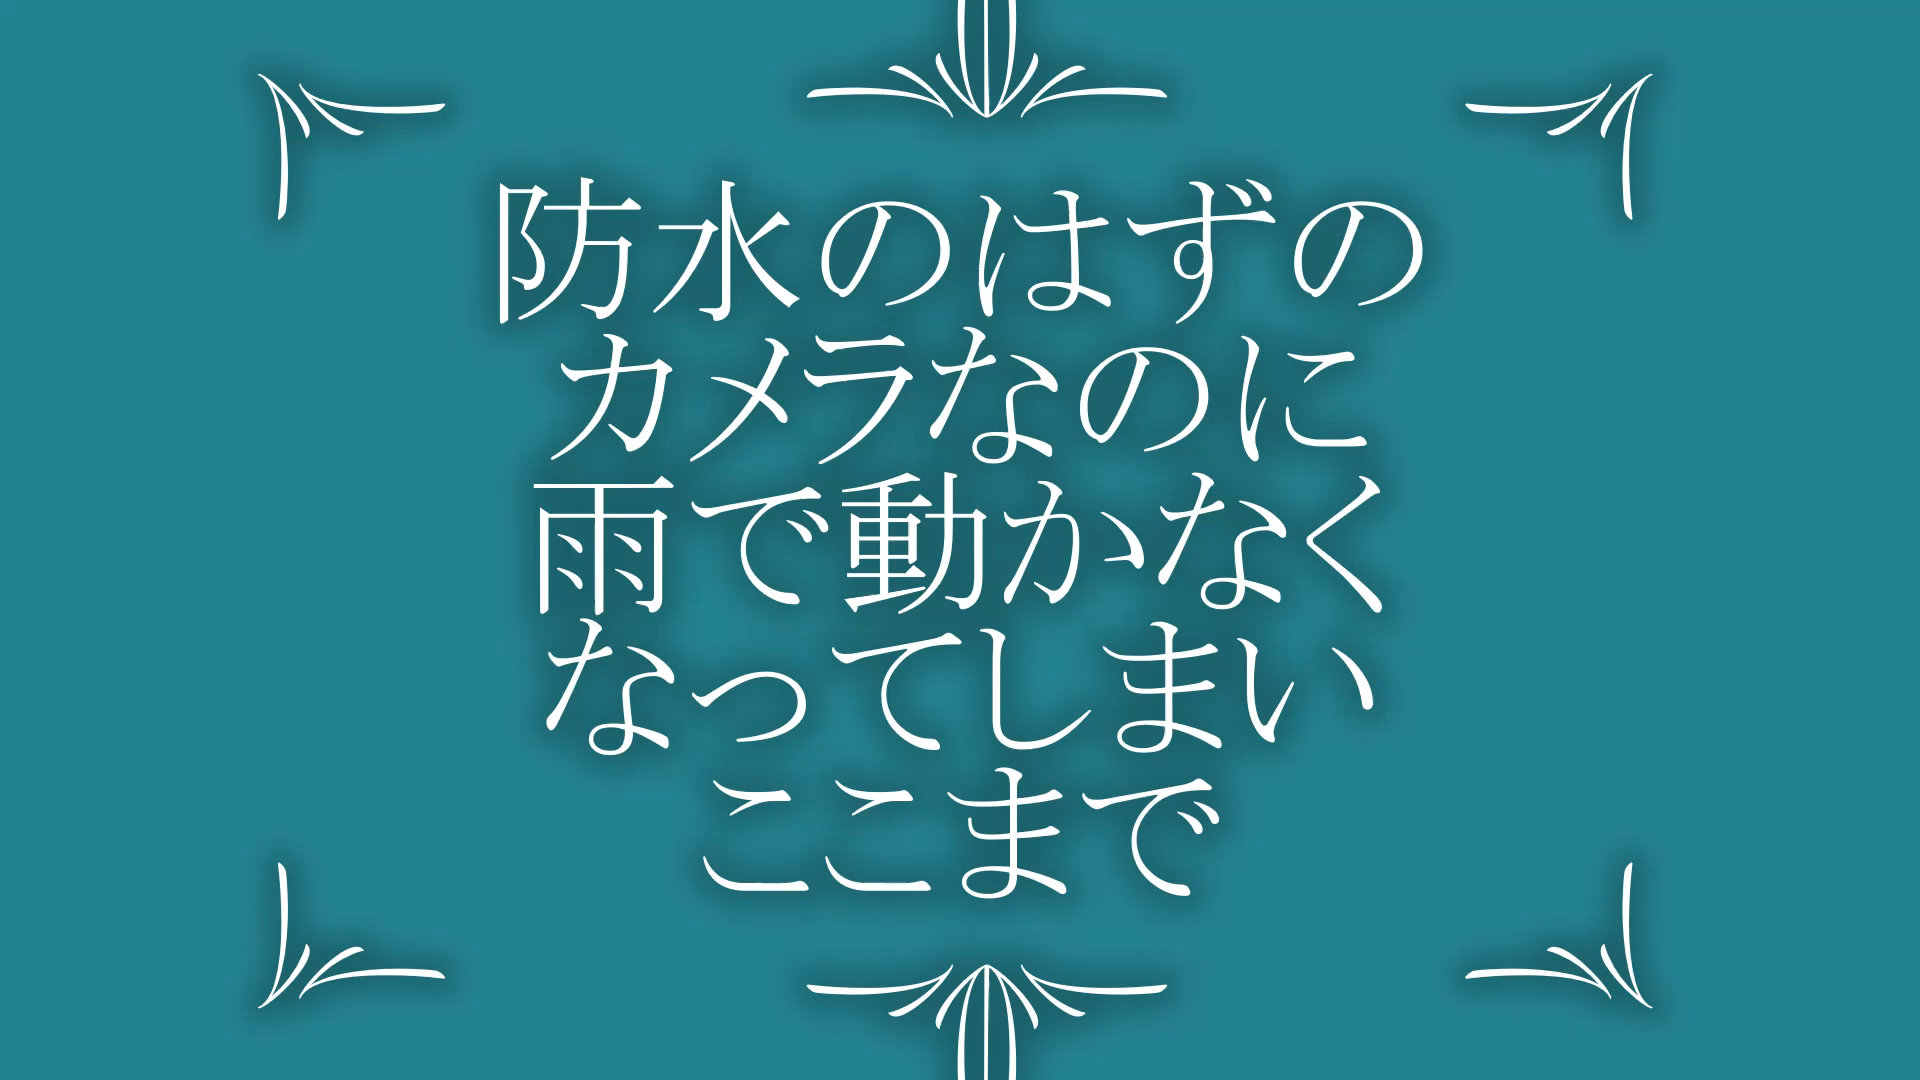 防水のはずの
カメラなのに
雨で動かなく
なってしまい
ここまで